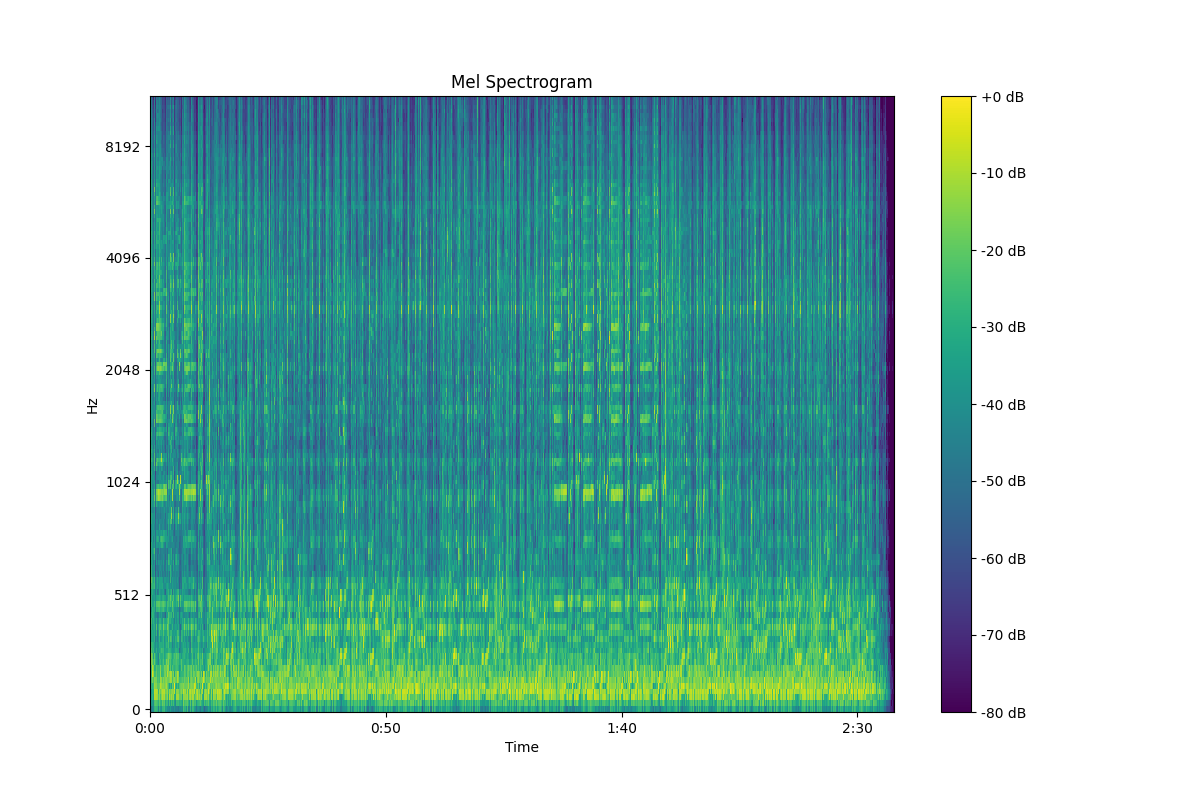 Mel Spectrogram
+0 dB
8192
-10 dB
-20 dB
4096
-30 dB
2048
-40 dB
Hz
1024
-50 dB
-60 dB
512
-70 dB
0
-80 dB
0:00 0:50 1:40 2:30
Time